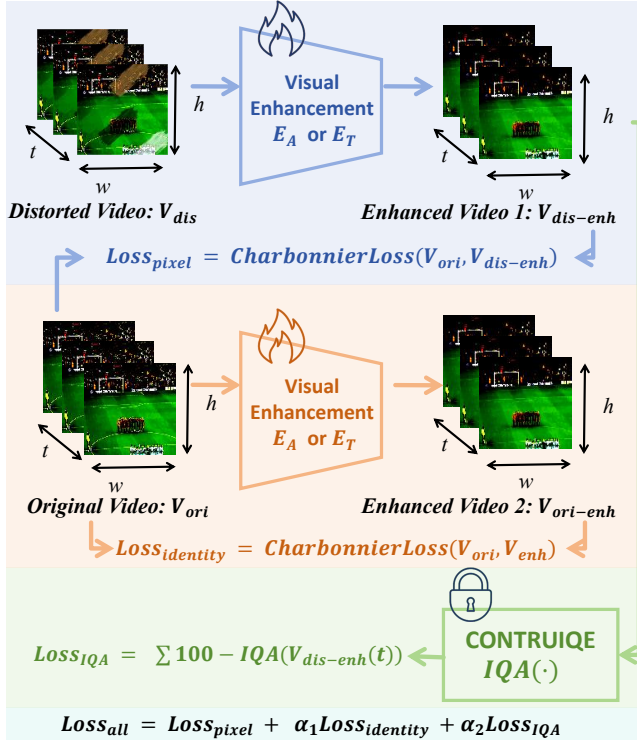 Visual
Enhancement
E_A or E_T
h
t
w
h
t
w
Distorted Video: V_dis
Enhanced Video 1: V_dis−enh
Loss_pixel = CharbonnierLoss(V_ori, V_dis−enh)
Visual
Enhancement
E_A or E_T
h
t
w
h
t
w
Original Video: V_ori
Enhanced Video 2: V_ori−enh
Loss_identity = CharbonnierLoss(V_ori, V_enh)
CONTRUIQE
IQA(·)
Loss_IQA = ∑ 100 − IQA(V_dis−enh(t))
Loss_all = Loss_pixel + α_1Loss_identity + α_2Loss_IQA